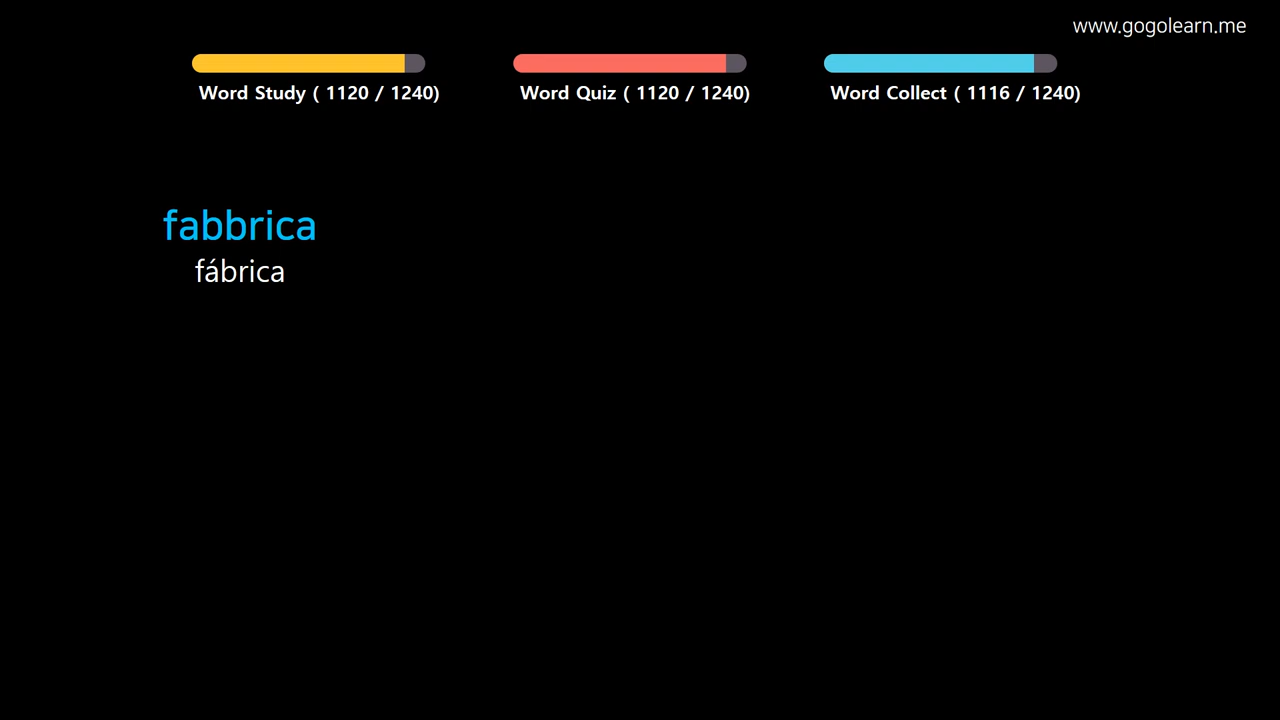 www.gogolearn.me
Word Study ( 1120 / 1240)
Word Quiz ( 1120 / 1240)
Word Collect ( 1116 / 1240)
fabbrica
fábrica